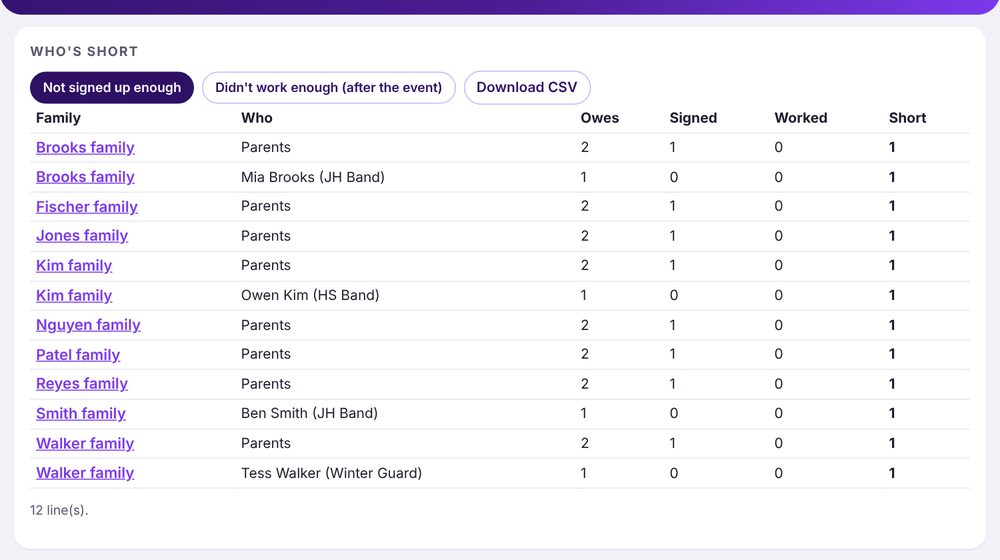 WHO'S SHORT
Not signed up enough Didn't work enough (after the event) Download CSV
Family Who Owes Signed Worked Short
Brooks family Parents 2 1 0 1
Brooks family Mia Brooks (JH Band) 1 0 0 1
Fischer family Parents 2 1 0 1
Jones family Parents 2 1 0 1
Kim family Parents 2 1 0 1
Kim family Owen Kim (HS Band) 1 0 0 1
Nguyen family Parents 2 1 0 1
Patel family Parents 2 1 0 1
Reyes family Parents 2 1 0 1
Smith family Ben Smith (JH Band) 1 0 0 1
Walker family Parents 2 1 0 1
Walker family Tess Walker (Winter Guard) 1 0 0 1
12 line(s).